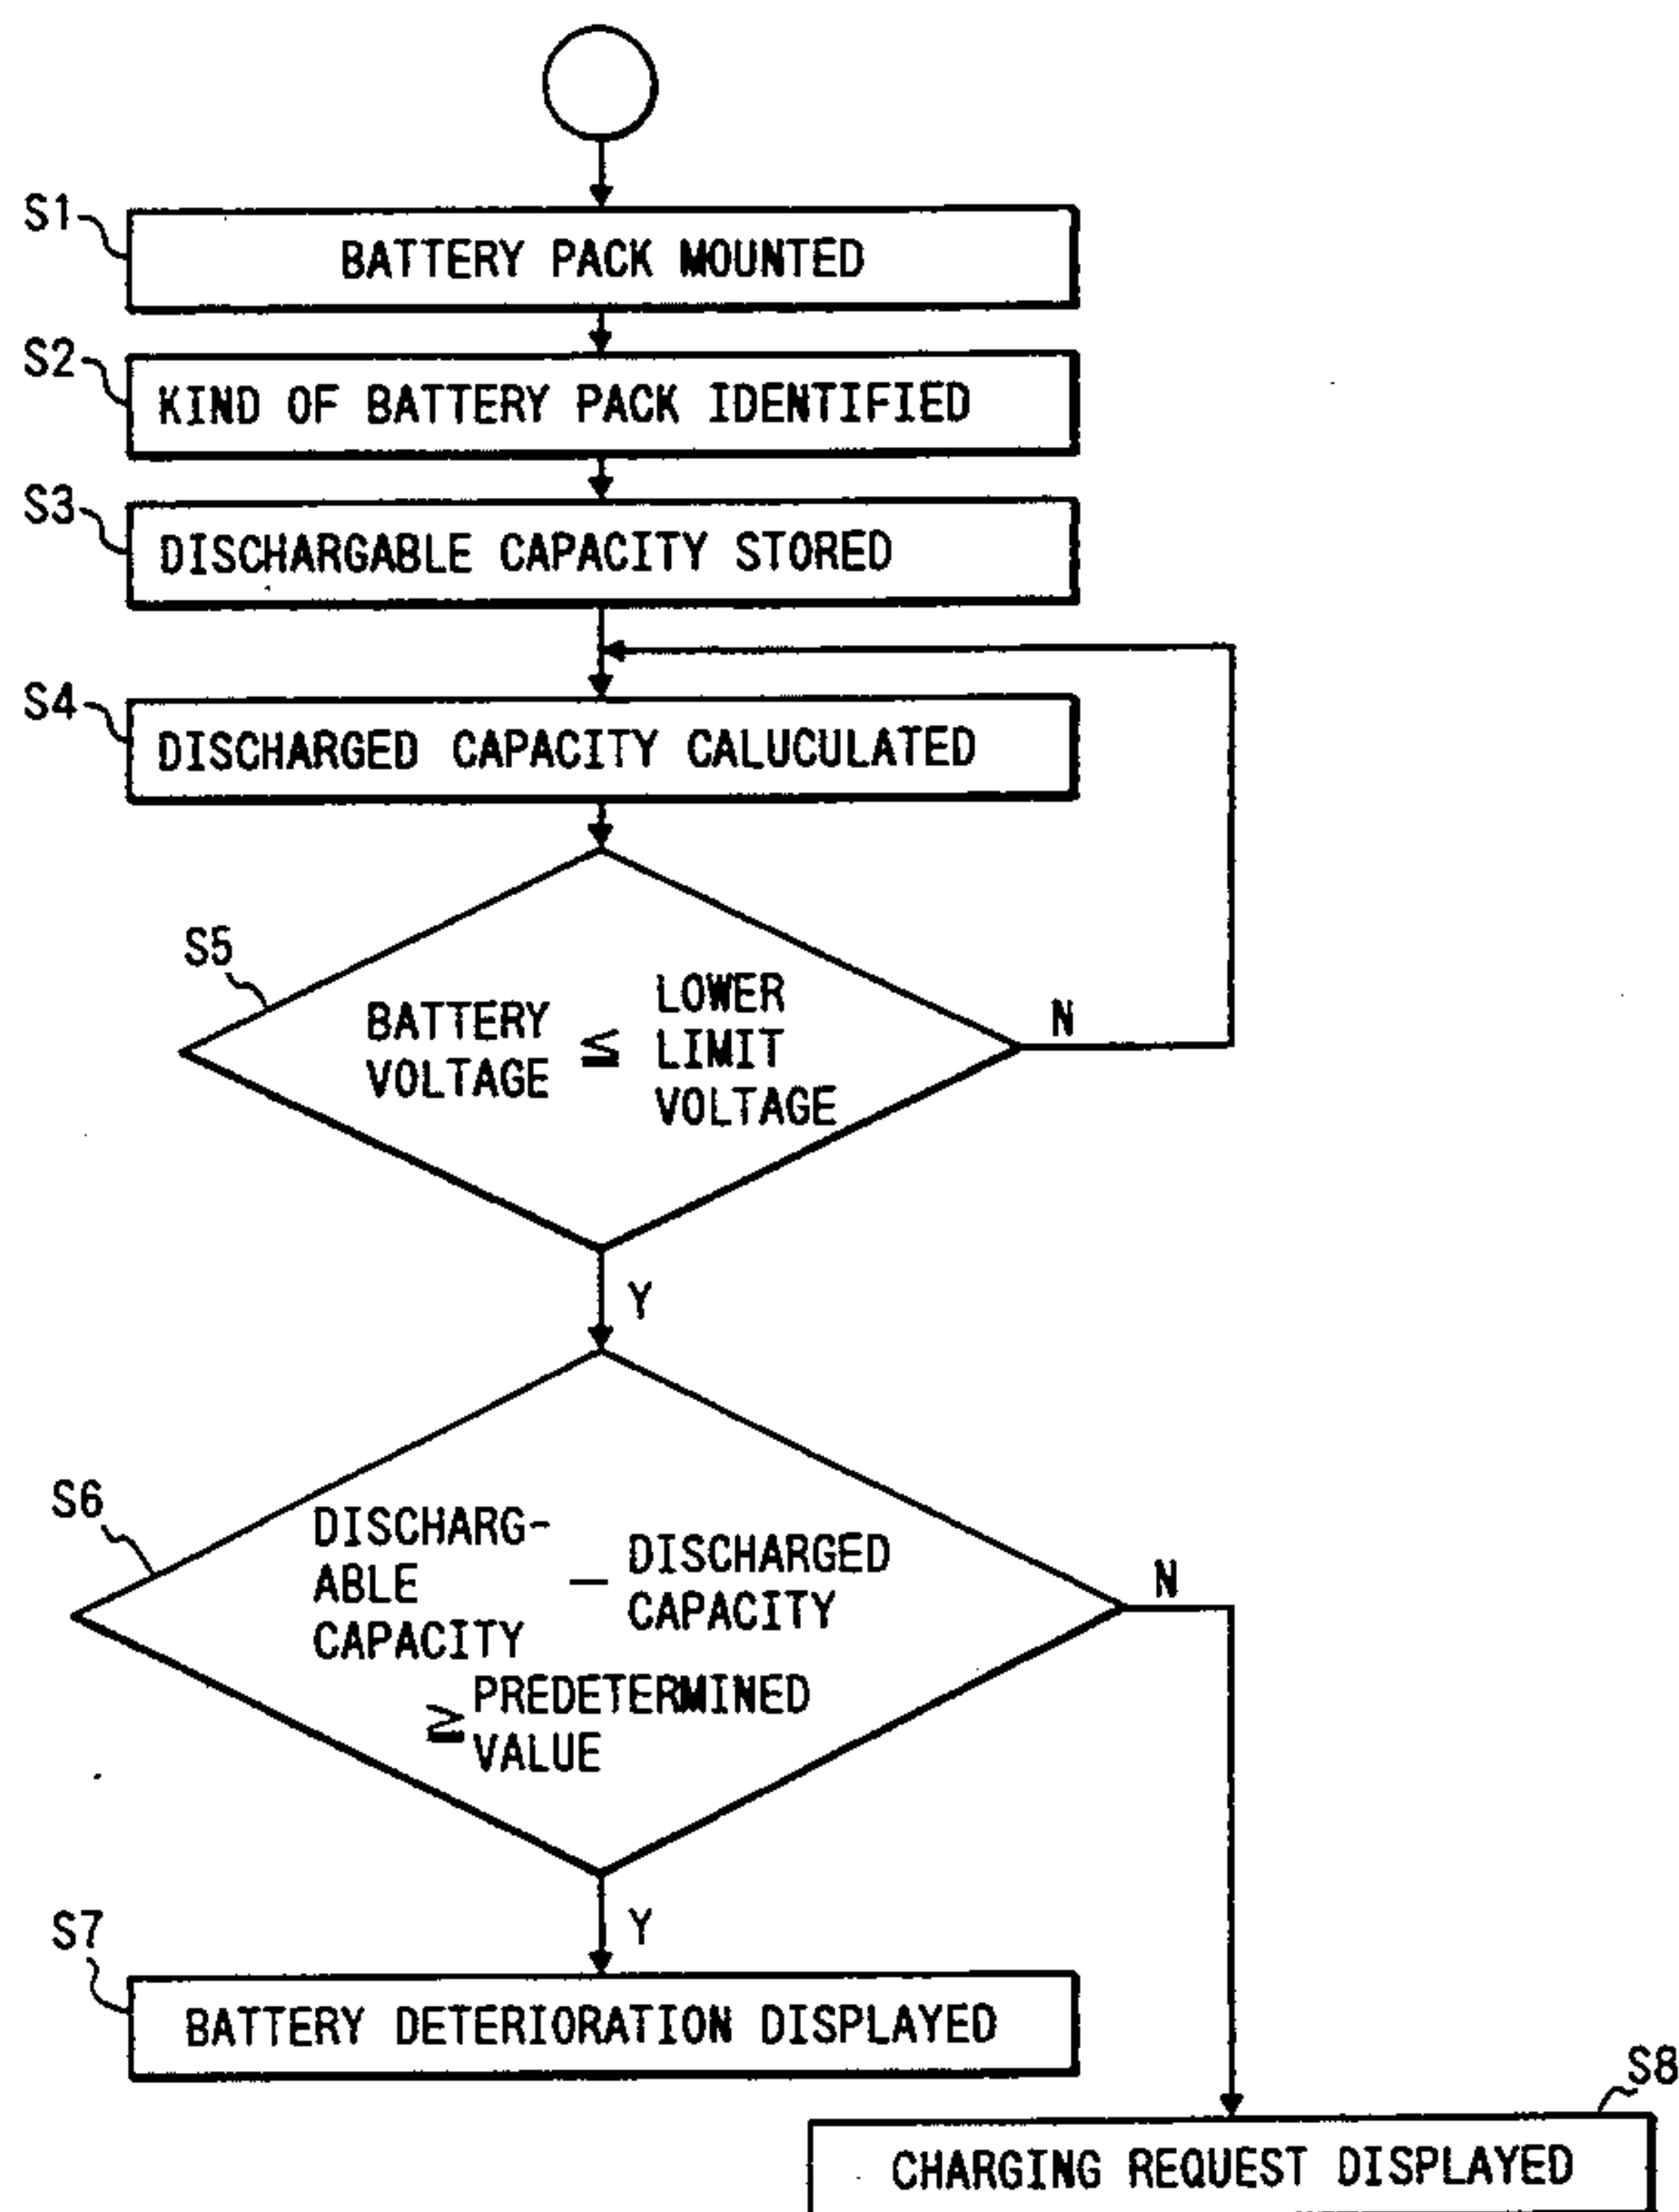 S1
BATTERY PACK MOUNTED
S2
KIND OF BATTERY PACK IDENTIFIED
S3
DISCHARGABLE CAPACITY STORED
S4
DISCHARGED CAPACITY CALUCULATED
S5
BATTERY
VOLTAGE
≦
LOWER
LIMIT
VOLTAGE
N
Y
S6
DISCHARG-
ABLE
CAPACITY
—
DISCHARGED
CAPACITY
≧
PREDETERMINED
VALUE
N
Y
S7
BATTERY DETERIORATION DISPLAYED
S8
CHARGING REQUEST DISPLAYED